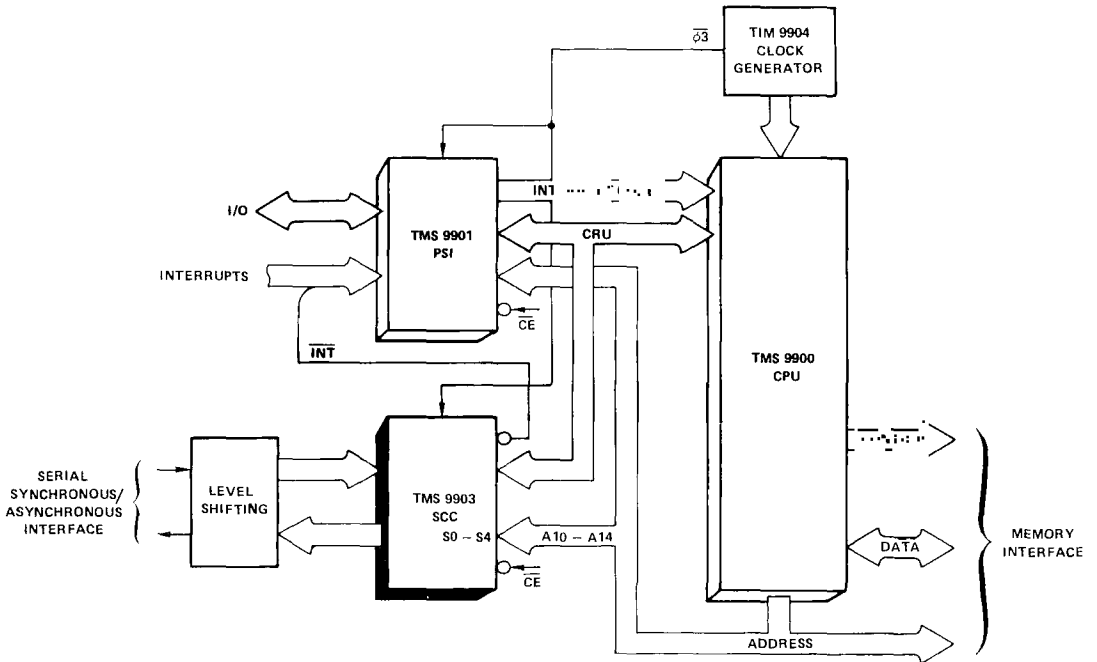 φ3
TIM 9904
CLOCK
GENERATOR
INT
I/O
TMS 9901
PSI
CRU
INTERRUPTS
CE
INT
TMS 9900
CPU
SERIAL
SYNCHRONOUS/
ASYNCHRONOUS
INTERFACE
LEVEL
SHIFTING
TMS 9903
SCC
S0 – S4
A10 – A14
CE
DATA
MEMORY
INTERFACE
ADDRESS